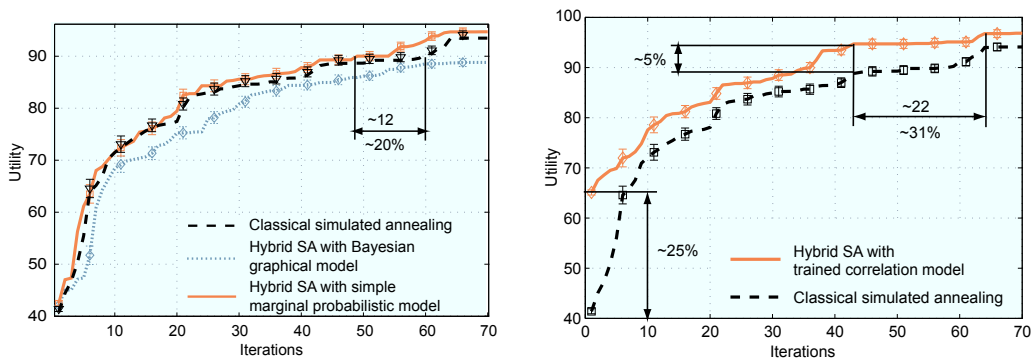 90
80
70
60
50
40
Utility
10
20
30
40
50
60
70
Iterations
~12
~20%
Classical simulated annealing
Hybrid SA with Bayesian
graphical model
Hybrid SA with simple
marginal probabilistic model
100
90
80
70
60
50
40
Utility
0
10
20
30
40
50
60
70
Iterations
~5%
~22
~31%
~25%
Hybrid SA with
trained correlation model
Classical simulated annealing